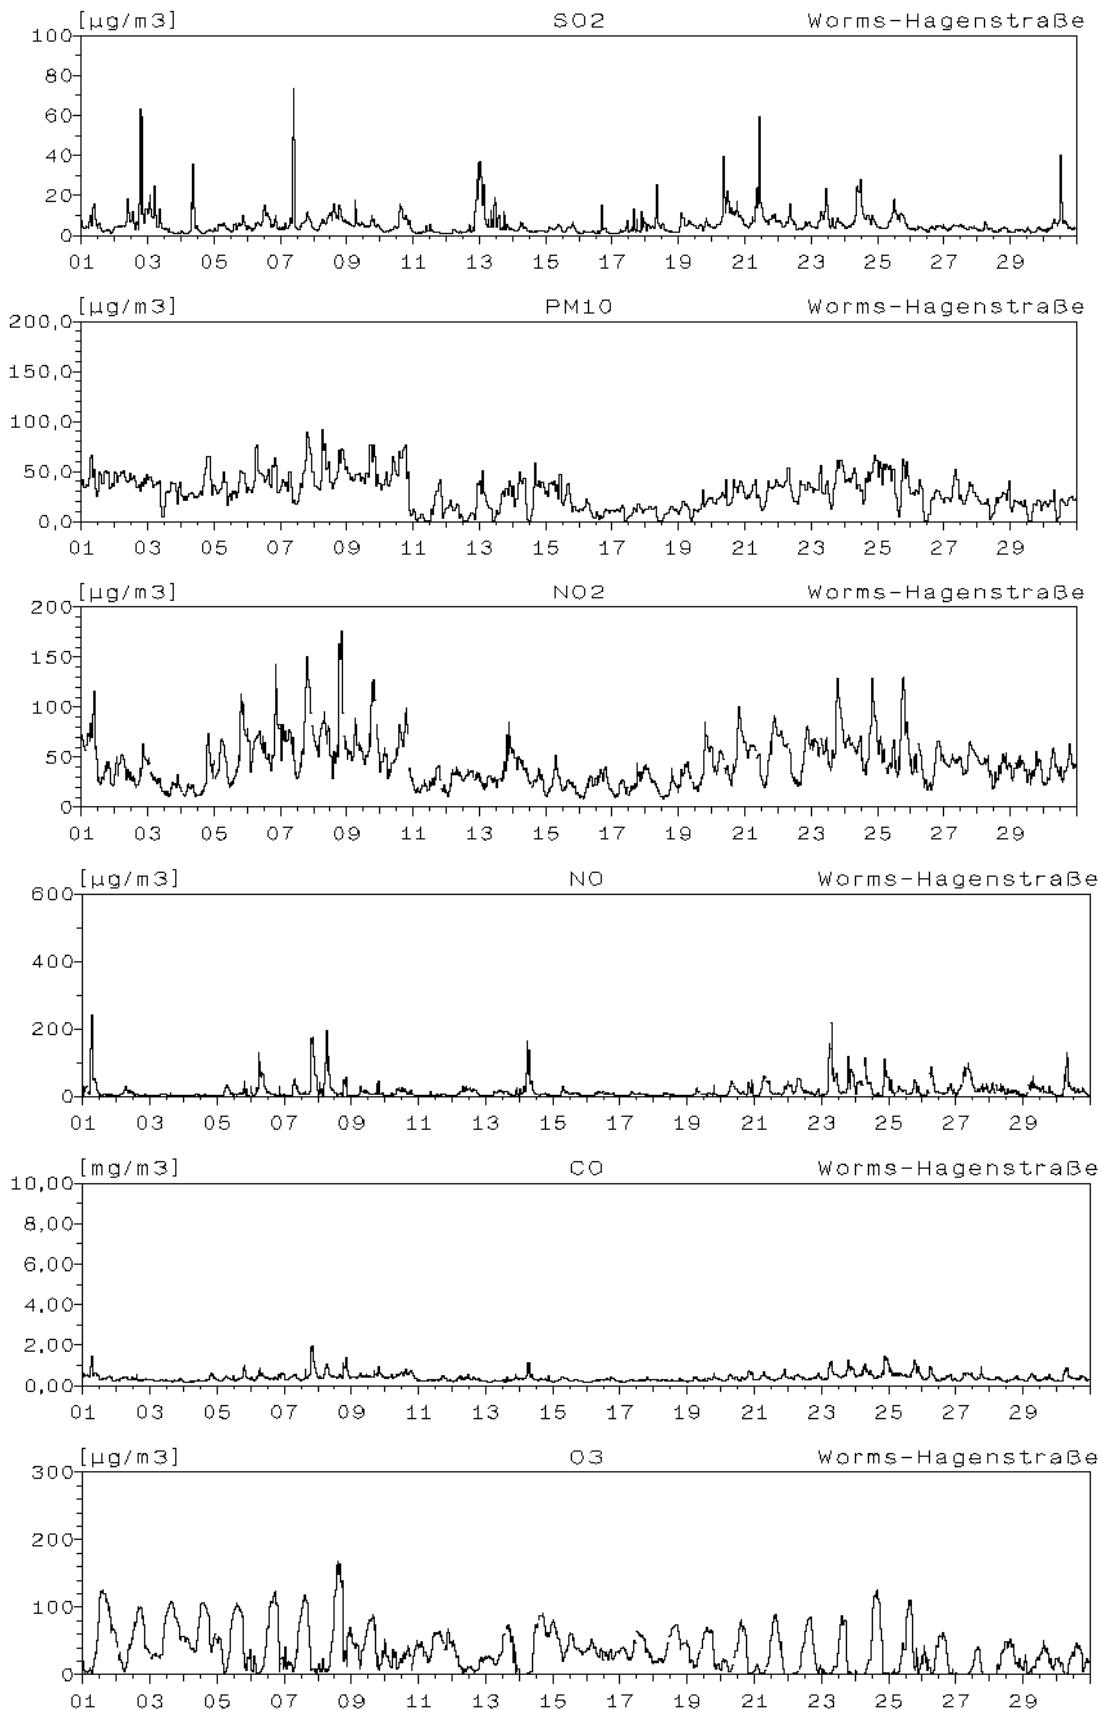 [µg/m3] SO2 Worms-Hagenstraße
100
80
60
40
20
0
01 03 05 07 09 11 13 15 17 19 21 23 25 27 29
[µg/m3] PM10 Worms-Hagenstraße
200,0
150,0
100,0
50,0
0,0
01 03 05 07 09 11 13 15 17 19 21 23 25 27 29
[µg/m3] NO2 Worms-Hagenstraße
200
150
100
50
0
01 03 05 07 09 11 13 15 17 19 21 23 25 27 29
[µg/m3] NO Worms-Hagenstraße
600
400
200
0
01 03 05 07 09 11 13 15 17 19 21 23 25 27 29
[mg/m3] CO Worms-Hagenstraße
10,00
8,00
6,00
4,00
2,00
0,00
01 03 05 07 09 11 13 15 17 19 21 23 25 27 29
[µg/m3] O3 Worms-Hagenstraße
300
200
100
0
01 03 05 07 09 11 13 15 17 19 21 23 25 27 29